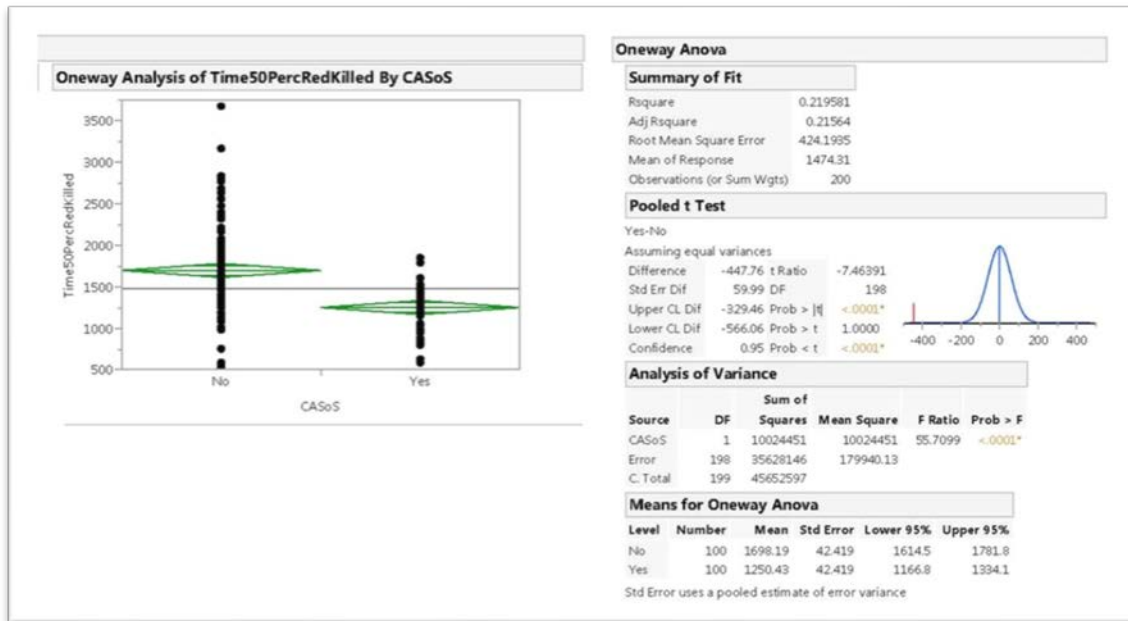 Oneway Analysis of Time50PercRedKilled By CASoS
3500
3000
2500
2000
1500
1000
500
Time50PercRedKilled
No Yes
CASoS
Oneway Anova
Summary of Fit
Rsquare 0.219581
Adj Rsquare 0.21564
Root Mean Square Error 424.1935
Mean of Response 1474.31
Observations (or Sum Wgts) 200
Pooled t Test
Yes-No
Assuming equal variances
Difference -447.76 t Ratio -7.46391
Std Err Dif 59.99 DF 198
Upper CL Dif -329.46 Prob > |t| <.0001*
Lower CL Dif -566.06 Prob > t 1.0000
Confidence 0.95 Prob < t <.0001*
-400 -200 0 200 400
Analysis of Variance
Sum of
Source DF Squares Mean Square F Ratio Prob > F
CASoS 1 10024451 10024451 55.7099 <.0001*
Error 198 35628146 179940.13
C. Total 199 45652597
Means for Oneway Anova
Level Number Mean Std Error Lower 95% Upper 95%
No 100 1698.19 42.419 1614.5 1781.8
Yes 100 1250.43 42.419 1166.8 1334.1
Std Error uses a pooled estimate of error variance